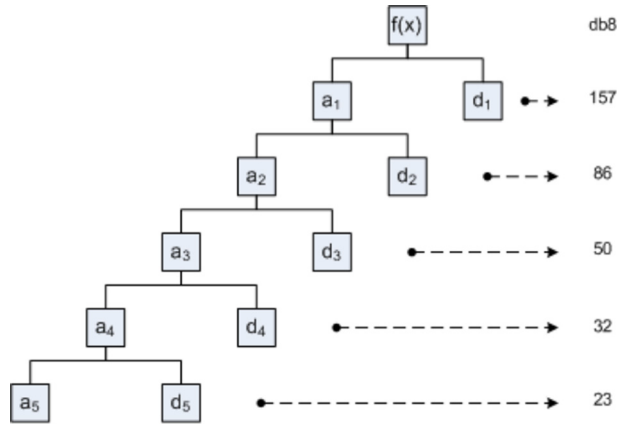 f(x) db8
a₁ d₁ 157
a₂ d₂ 86
a₃ d₃ 50
a₄ d₄ 32
a₅ d₅ 23